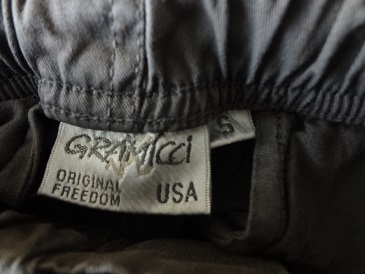 GRAMICCI
S
ORIGINAL
FREEDOM USA